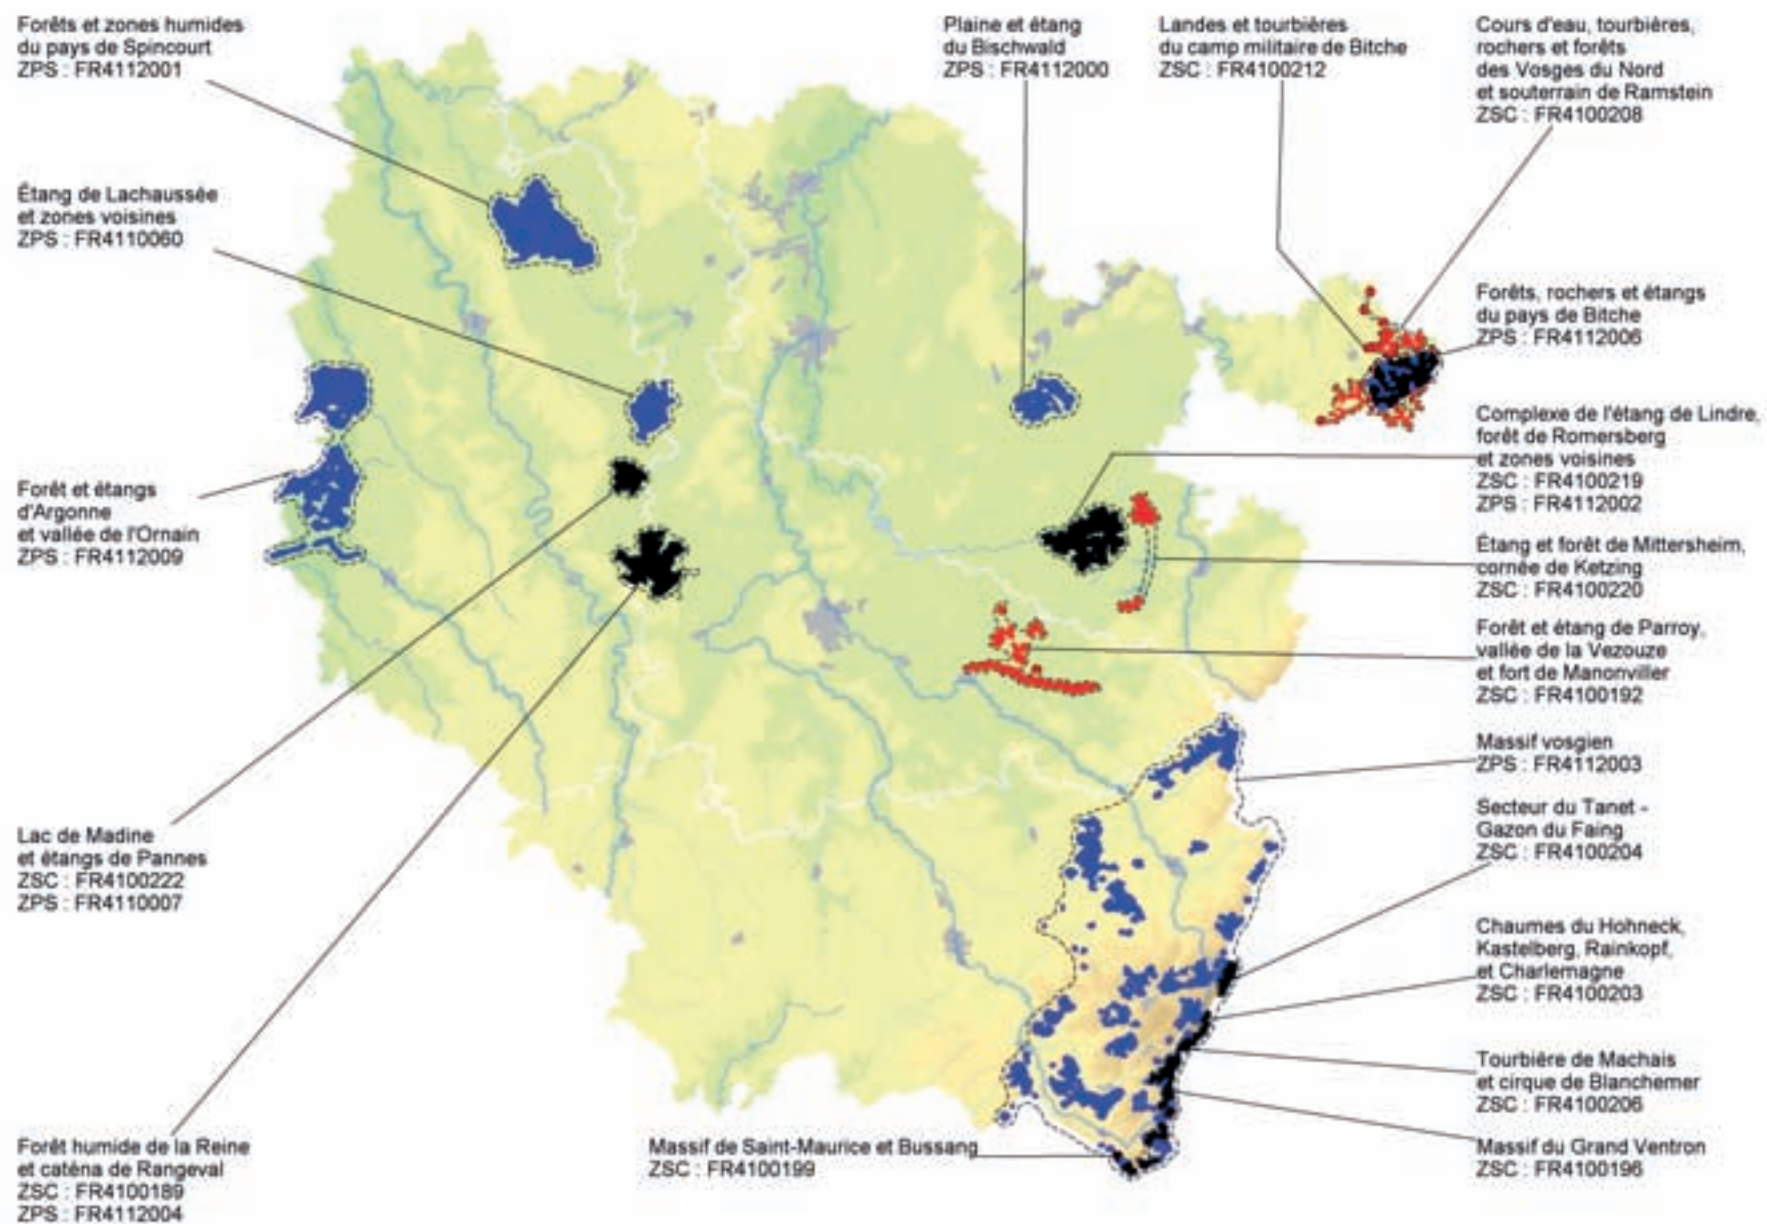 Forêts et zones humides
du pays de Spincourt
ZPS : FR4112001
Étang de Lachaussée
et zones voisines
ZPS : FR4110060
Forêt et étangs
d'Argonne
et vallée de l'Ornain
ZPS : FR4112009
Lac de Madine
et étangs de Pannes
ZSC : FR4100222
ZPS : FR4110007
Forêt humide de la Reine
et caténa de Rangeval
ZSC : FR4100189
ZPS : FR4112004
Plaine et étang
du Bischwald
ZPS : FR4112000
Landes et tourbières
du camp militaire de Bitche
ZSC : FR4100212
Cours d'eau, tourbières,
rochers et forêts
des Vosges du Nord
et souterrain de Ramstein
ZSC : FR4100208
Forêts, rochers et étangs
du pays de Bitche
ZPS : FR4112006
Complexe de l'étang de Lindre,
forêt de Romersberg
et zones voisines
ZSC : FR4100219
ZPS : FR4112002
Étang et forêt de Mittersheim,
cornée de Ketzing
ZSC : FR4100220
Forêt et étang de Parroy,
vallée de la Vezouze
et fort de Manonviller
ZSC : FR4100192
Massif vosgien
ZPS : FR4112003
Secteur du Tanet -
Gazon du Faing
ZSC : FR4100204
Chaumes du Hohneck,
Kastelberg, Rainkopf,
et Charlemagne
ZSC : FR4100203
Tourbière de Machais
et cirque de Blanchemer
ZSC : FR4100206
Massif du Grand Ventron
ZSC : FR4100196
Massif de Saint-Maurice et Bussang
ZSC : FR4100199